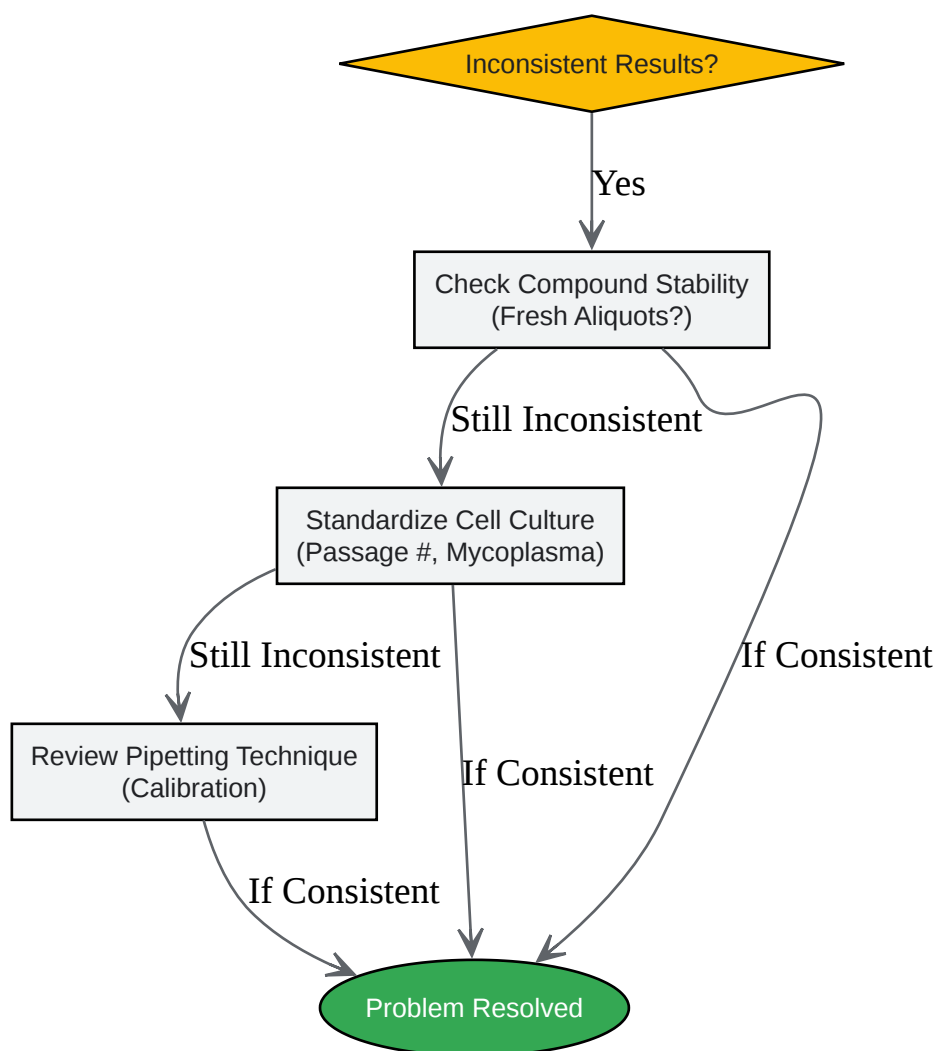 Inconsistent Results?
Yes
Check Compound Stability
(Fresh Aliquots?)
Still Inconsistent
Standardize Cell Culture
(Passage #, Mycoplasma)
Still Inconsistent
If Consistent
Review Pipetting Technique
(Calibration)
If Consistent
If Consistent
Problem Resolved